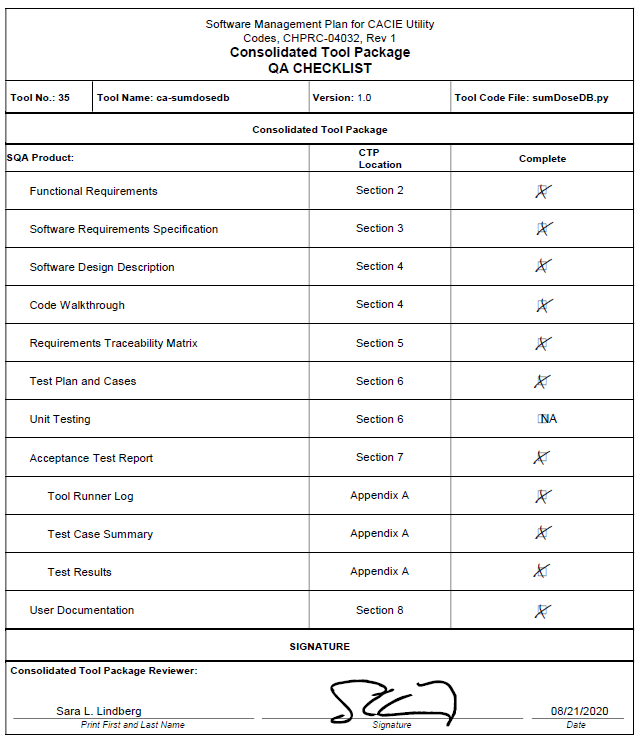 Software Management Plan for CACIE Utility
Codes, CHPRC-04032, Rev 1
Consolidated Tool Package
QA CHECKLIST
Tool No.: 35 Tool Name: ca-sumdosedb Version: 1.0 Tool Code File: sumDoseDB.py
Consolidated Tool Package
SQA Product: CTP Location Complete
Functional Requirements Section 2 X
Software Requirements Specification Section 3 X
Software Design Description Section 4 X
Code Walkthrough Section 4 X
Requirements Traceability Matrix Section 5 X
Test Plan and Cases Section 6 X
Unit Testing Section 6 NA
Acceptance Test Report Section 7 X
Tool Runner Log Appendix A X
Test Case Summary Appendix A X
Test Results Appendix A X
User Documentation Section 8 X
SIGNATURE
Consolidated Tool Package Reviewer:
Sara L. Lindberg 08/21/2020
Print First and Last Name Signature Date